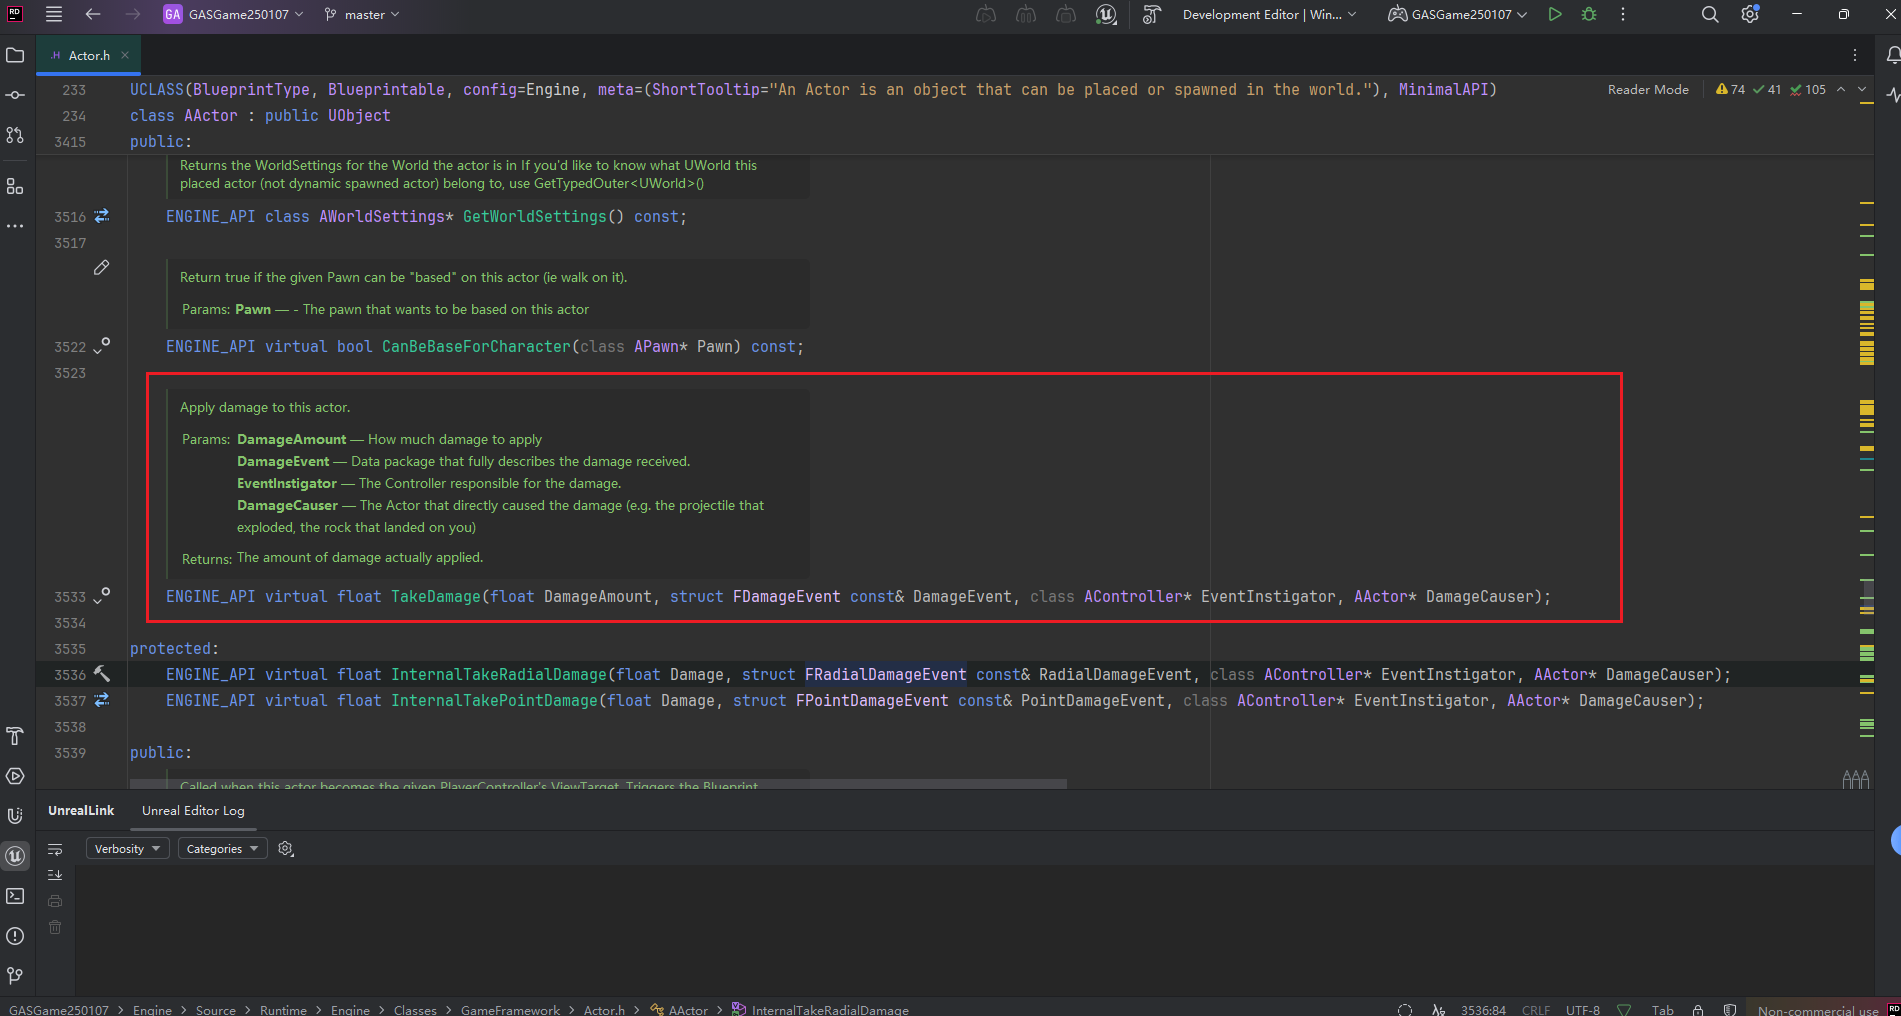 RD
GA GASGame250107
master
Development Editor | Win...
GASGame250107
.H Actor.h
233 UCLASS(BlueprintType, Blueprintable, config=Engine, meta=(ShortTooltip="An Actor is an object that can be placed or spawned in the world."), MinimalAPI)
Reader Mode 74 41 105
234 class AActor : public UObject
3415 public:
Returns the WorldSettings for the World the actor is in If you'd like to know what UWorld this
placed actor (not dynamic spawned actor) belong to, use GetTypedOuter<UWorld>()
3516 ENGINE_API class AWorldSettings* GetWorldSettings() const;
3517
Return true if the given Pawn can be "based" on this actor (ie walk on it).
Params: Pawn — - The pawn that wants to be based on this actor
3522 ENGINE_API virtual bool CanBeBaseForCharacter(class APawn* Pawn) const;
3523
Apply damage to this actor.
Params: DamageAmount — How much damage to apply
DamageEvent — Data package that fully describes the damage received.
EventInstigator — The Controller responsible for the damage.
DamageCauser — The Actor that directly caused the damage (e.g. the projectile that
exploded, the rock that landed on you)
Returns: The amount of damage actually applied.
3533 ENGINE_API virtual float TakeDamage(float DamageAmount, struct FDamageEvent const& DamageEvent, class AController* EventInstigator, AActor* DamageCauser);
3534
3535 protected:
3536 ENGINE_API virtual float InternalTakeRadialDamage(float Damage, struct FRadialDamageEvent const& RadialDamageEvent, class AController* EventInstigator, AActor* DamageCauser);
3537 ENGINE_API virtual float InternalTakePointDamage(float Damage, struct FPointDamageEvent const& PointDamageEvent, class AController* EventInstigator, AActor* DamageCauser);
3538
3539 public:
Called when this actor becomes the given PlayerController's ViewTarget. Triggers the Blueprint
UnrealLink Unreal Editor Log
Verbosity Categories
GASGame250107 > Engine > Source > Runtime > Engine > Classes > GameFramework > Actor.h > AActor > InternalTakeRadialDamage
3536:84 CRLF UTF-8 Tab Non-commercial use RD